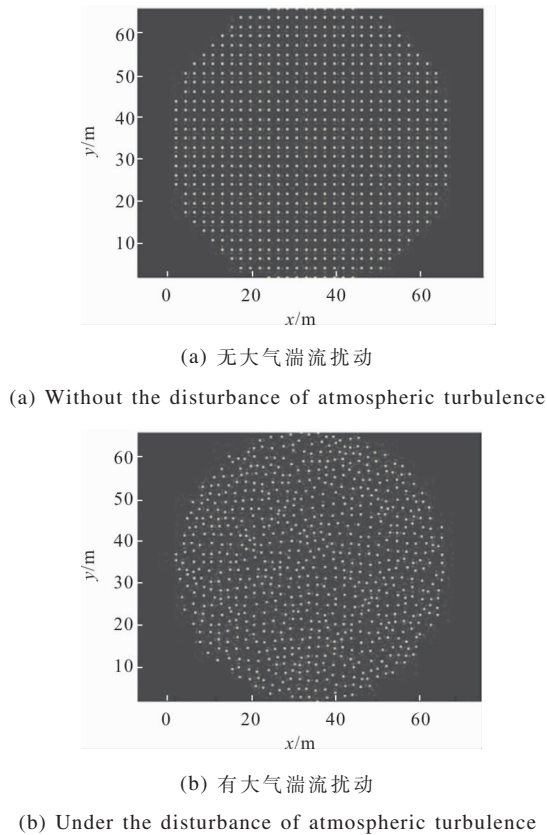 60
50
40
y/m
30
20
10
0 20 40 60
x/m
(a) 无大气湍流扰动
(a) Without the disturbance of atmospheric turbulence
60
50
40
y/m
30
20
10
0 20 40 60
x/m
(b) 有大气湍流扰动
(b) Under the disturbance of atmospheric turbulence